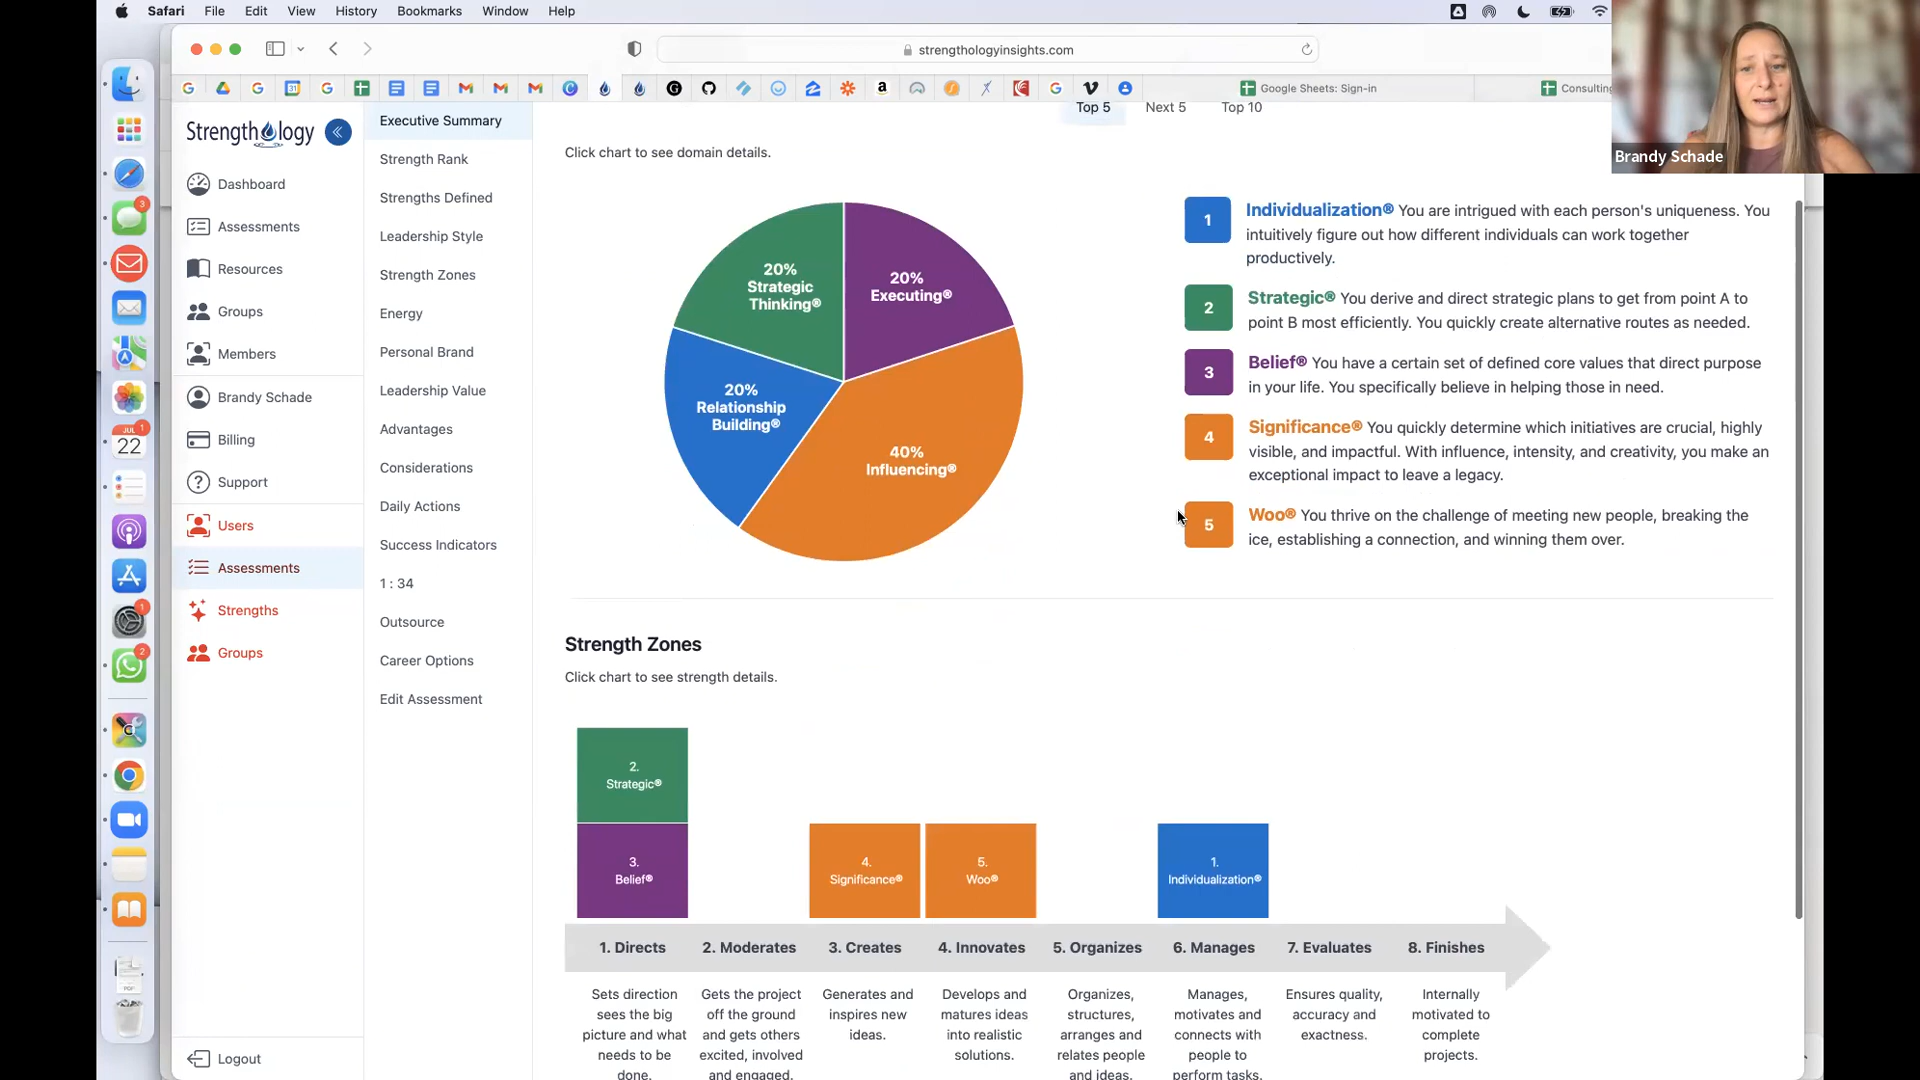 Safari File Edit View History Bookmarks Window Help
strengthologyinsights.com
Google Sheets: Sign-in
Consulting
Brandy Schade
Strengthology
Dashboard
Assessments
Resources
Groups
Members
Brandy Schade
Billing
Support
Users
Assessments
Strengths
Groups
Logout
3
JUL 1
22
1
2
Executive Summary
Strength Rank
Strengths Defined
Leadership Style
Strength Zones
Energy
Personal Brand
Leadership Value
Advantages
Considerations
Daily Actions
Success Indicators
1 : 34
Outsource
Career Options
Edit Assessment
Top 5 Next 5 Top 10
Click chart to see domain details.
20%
Strategic
Thinking®
20%
Executing®
20%
Relationship
Building®
40%
Influencing®
1 Individualization® You are intrigued with each person's uniqueness. You
intuitively figure out how different individuals can work together
productively.
2 Strategic® You derive and direct strategic plans to get from point A to
point B most efficiently. You quickly create alternative routes as needed.
3 Belief® You have a certain set of defined core values that direct purpose
in your life. You specifically believe in helping those in need.
4 Significance® You quickly determine which initiatives are crucial, highly
visible, and impactful. With influence, intensity, and creativity, you make an
exceptional impact to leave a legacy.
5 Woo® You thrive on the challenge of meeting new people, breaking the
ice, establishing a connection, and winning them over.
Strength Zones
Click chart to see strength details.
2.
Strategic®
3.
Belief®
4.
Significance®
5.
Woo®
1.
Individualization®
1. Directs 2. Moderates 3. Creates 4. Innovates 5. Organizes 6. Manages 7. Evaluates 8. Finishes
Sets direction
sees the big
picture and what
needs to be
done.
Gets the project
off the ground
and gets others
excited, involved
and engaged.
Generates and
inspires new
ideas.
Develops and
matures ideas
into realistic
solutions.
Organizes,
structures,
arranges and
relates people
and ideas.
Manages,
motivates and
connects with
people to
perform tasks.
Ensures quality,
accuracy and
exactness.
Internally
motivated to
complete
projects.